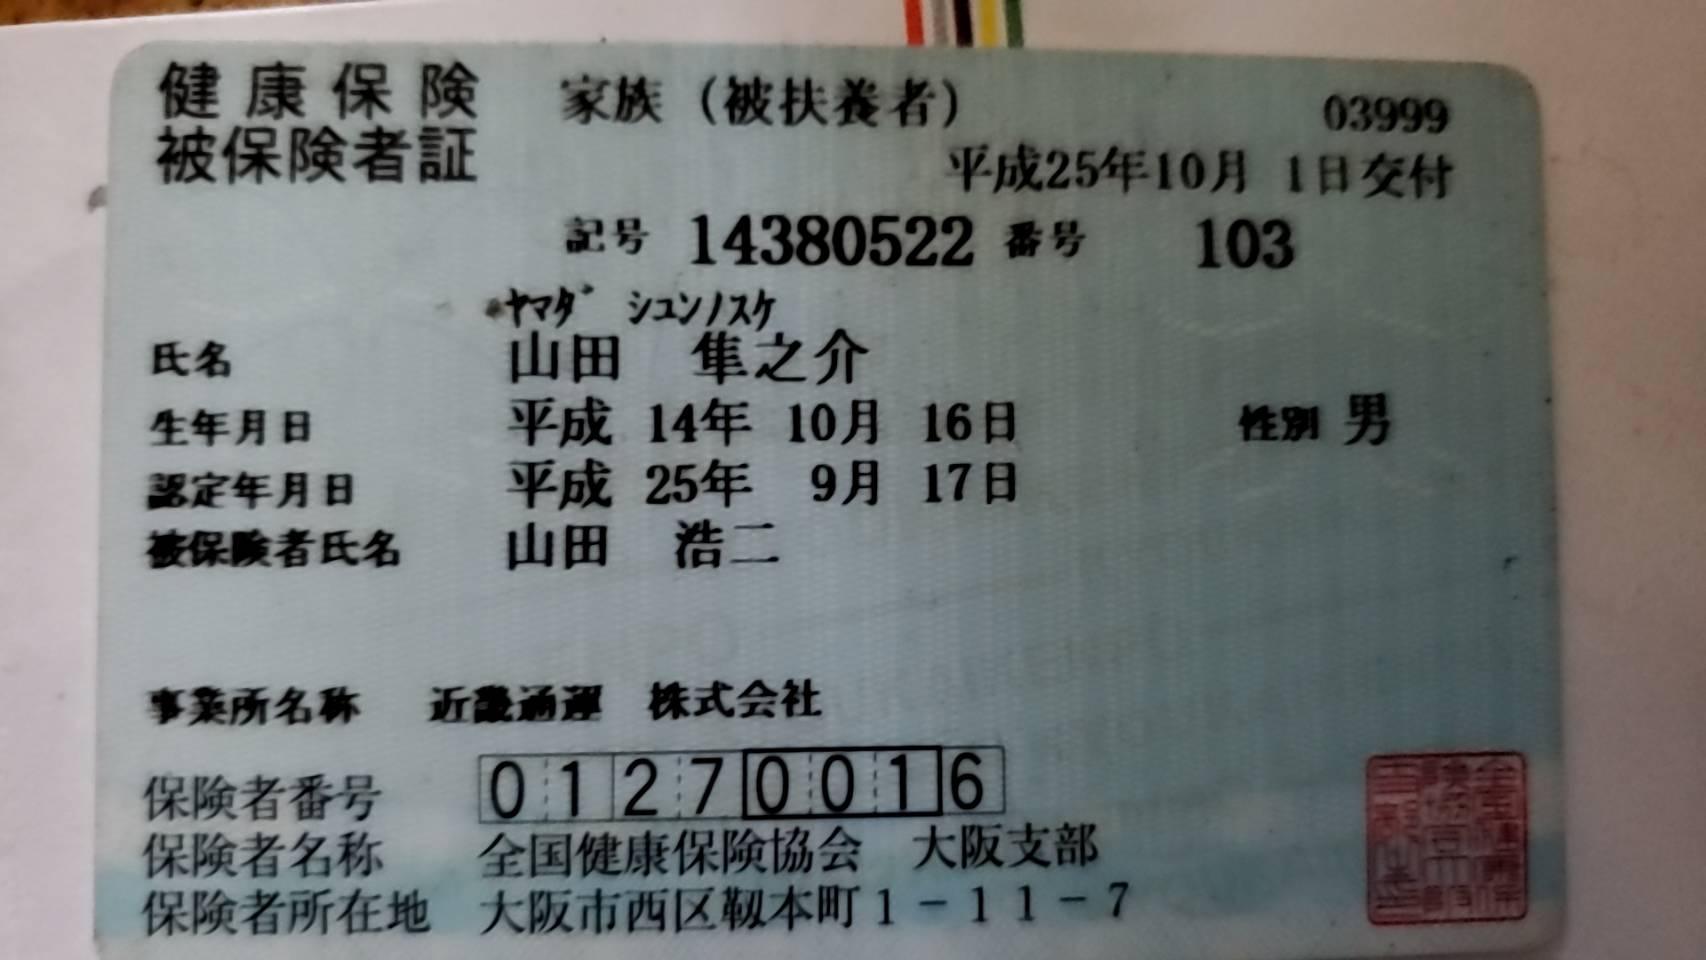 健康保険 家族(被扶養者) 03999
被保険者証 平成25年10月 1日交付
記号 14380522 番号 103
ヤマダ シユンノスケ
氏名 山田 隼之介
生年月日 平成 14年 10月 16日 性別 男
認定年月日 平成 25年 9月 17日
被保険者氏名 山田 浩二
事業所名称 近畿通運 株式会社
保険者番号 01270016
保険者名称 全国健康保険協会 大阪支部
保険者所在地 大阪市西区靱本町1-11-7